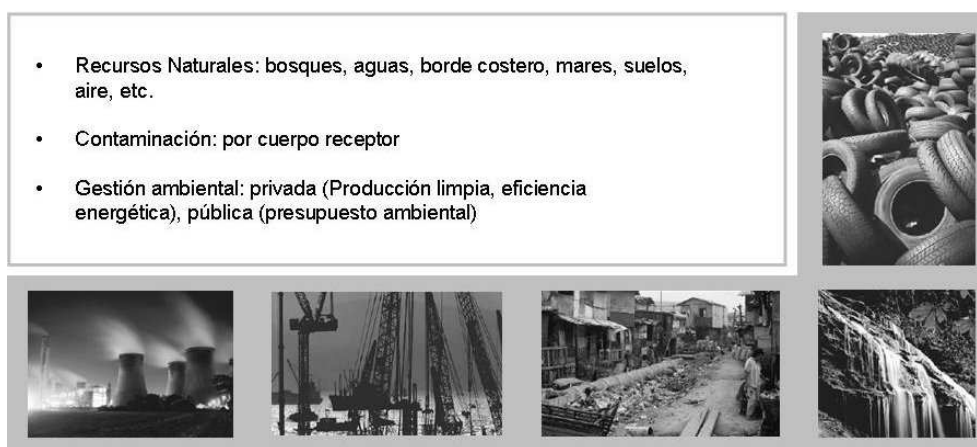 • Recursos Naturales: bosques, aguas, borde costero, mares, suelos,
aire, etc.
• Contaminación: por cuerpo receptor
• Gestión ambiental: privada (Producción limpia, eficiencia
energética), pública (presupuesto ambiental)